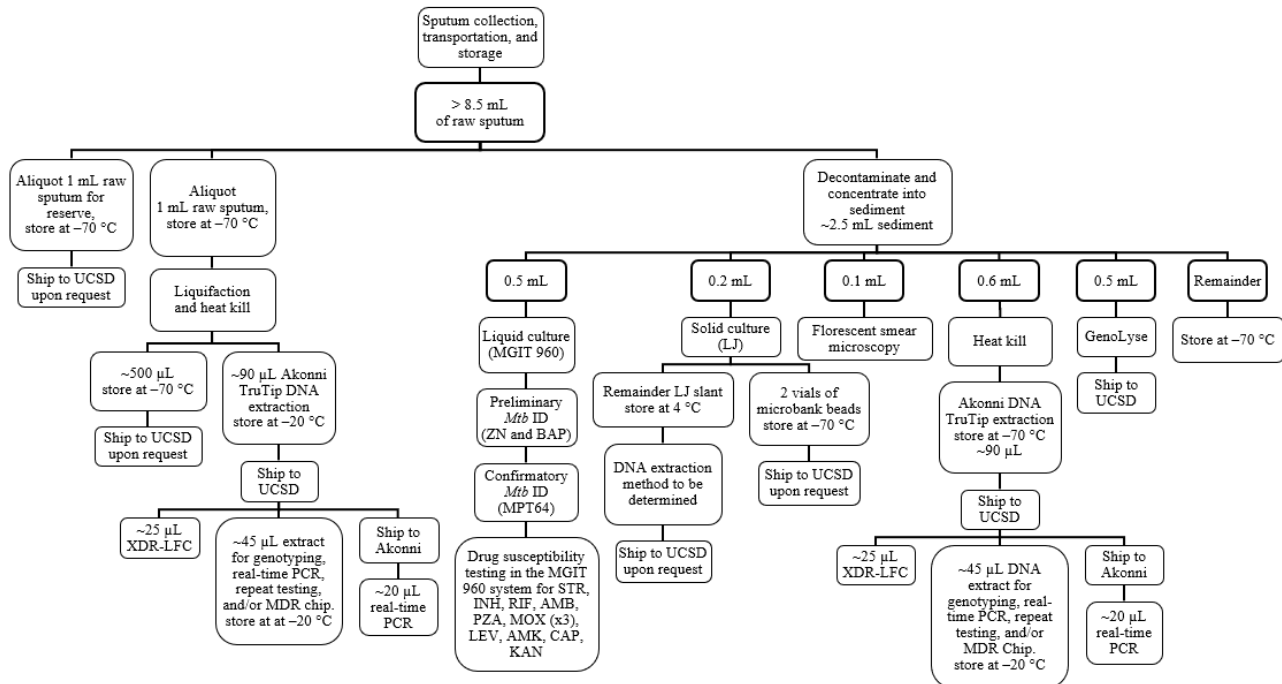 Sputum collection,
transportation, and
storage
> 8.5 mL
of raw sputum
Aliquot 1 mL raw
sputum for
reserve,
store at –70 °C
Ship to UCSD
upon request
Aliquot
1 mL raw sputum,
store at –70 °C
Liquifaction
and heat kill
~500 µL
store at –70 °C
Ship to UCSD
upon request
~90 µL Akonni
TruTip DNA
extraction
store at –20 °C
Ship to
UCSD
~25 µL
XDR-LFC
~45 µL extract
for genotyping,
real-time PCR,
repeat testing,
and/or MDR chip.
store at at –20 °C
Ship to
Akonni
~20 µL
real-time
PCR
Decontaminate and
concentrate into
sediment
~2.5 mL sediment
0.5 mL
Liquid culture
(MGIT 960)
Preliminary
Mtb ID
(ZN and BAP)
Confirmatory
Mtb ID
(MPT64)
Drug susceptibility
testing in the MGIT
960 system for STR,
INH, RIF, AMB,
PZA, MOX (x3),
LEV, AMK, CAP,
KAN
0.2 mL
Solid culture
(LJ)
Remainder LJ slant
store at 4 °C
DNA extraction
method to be
determined
Ship to UCSD
upon request
2 vials of
microbank beads
store at –70 °C
Ship to UCSD
upon request
0.1 mL
Florescent smear
microscopy
0.6 mL
Heat kill
Akonni DNA
TruTip extraction
store at –70 °C
~90 µL
Ship to
UCSD
~25 µL
XDR-LFC
~45 µL DNA
extract for
genotyping, real-
time PCR, repeat
testing, and/or
MDR Chip.
store at –20 °C
Ship to
Akonni
~20 µL
real-time
PCR
0.5 mL
GenoLyse
Ship to
UCSD
Remainder
Store at –70 °C